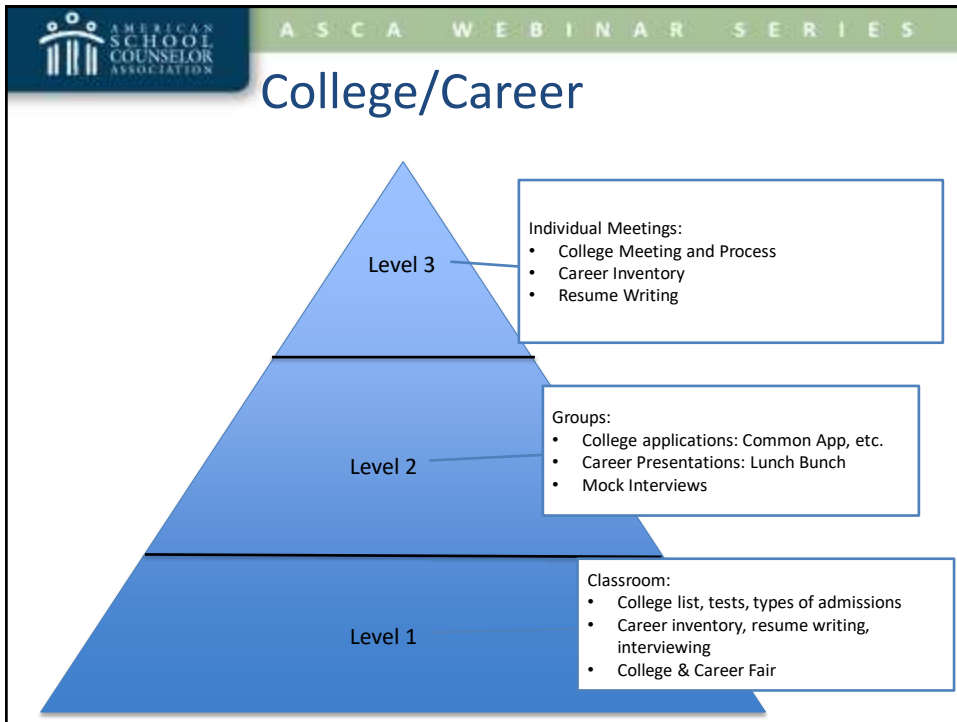 AMERICAN
SCHOOL
COUNSELOR
ASSOCIATION
ASCA WEBINAR SERIES
College/Career
Level 3
Individual Meetings:
• College Meeting and Process
• Career Inventory
• Resume Writing
Level 2
Groups:
• College applications: Common App, etc.
• Career Presentations: Lunch Bunch
• Mock Interviews
Level 1
Classroom:
• College list, tests, types of admissions
• Career inventory, resume writing,
interviewing
• College & Career Fair